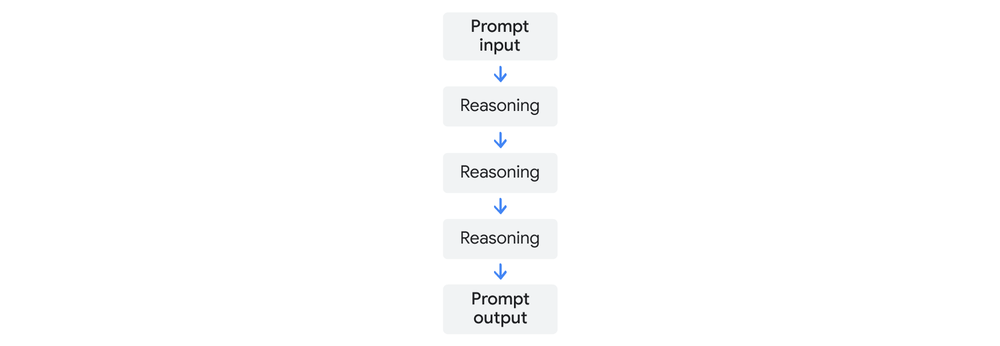 Prompt
input
Reasoning
Reasoning
Reasoning
Prompt
output